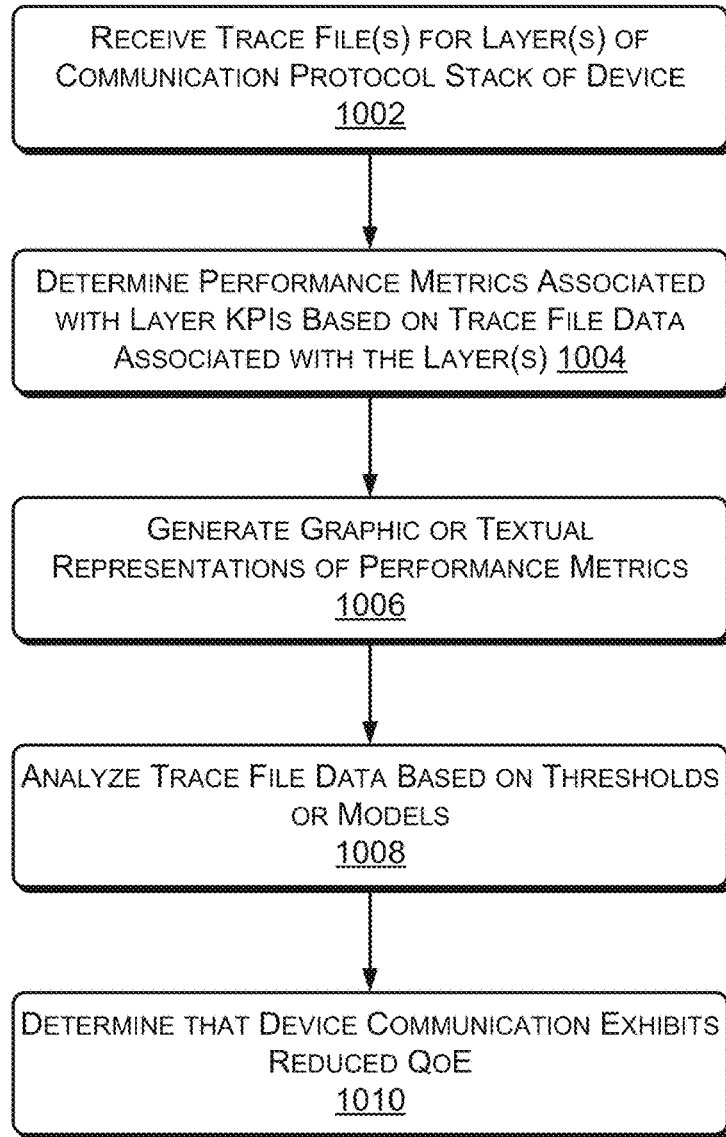 RECEIVE TRACE FILE(S) FOR LAYER(S) OF
COMMUNICATION PROTOCOL STACK OF DEVICE
1002
DETERMINE PERFORMANCE METRICS ASSOCIATED
WITH LAYER KPIS BASED ON TRACE FILE DATA
ASSOCIATED WITH THE LAYER(S) 1004
GENERATE GRAPHIC OR TEXTUAL
REPRESENTATIONS OF PERFORMANCE METRICS
1006
ANALYZE TRACE FILE DATA BASED ON THRESHOLDS
OR MODELS
1008
DETERMINE THAT DEVICE COMMUNICATION EXHIBITS
REDUCED QOE
1010